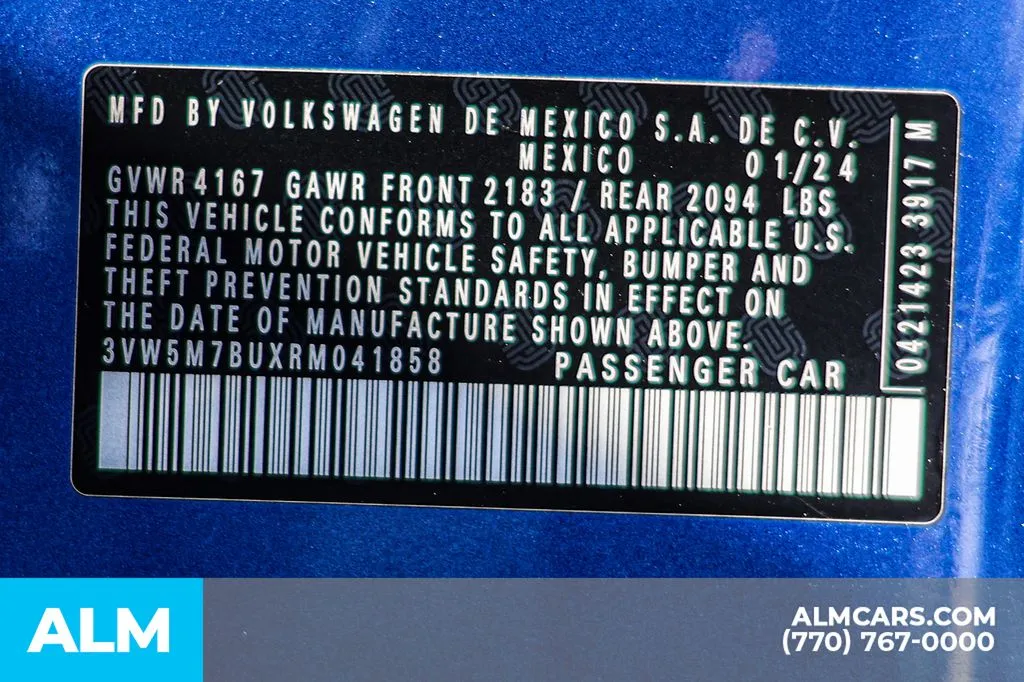 MFD BY VOLKSWAGEN DE MEXICO S.A. DE C.V.
MEXICO 01/24
GVWR 4167 GAWR FRONT 2183 / REAR 2094 LBS
THIS VEHICLE CONFORMS TO ALL APPLICABLE U.S.
FEDERAL MOTOR VEHICLE SAFETY, BUMPER AND
THEFT PREVENTION STANDARDS IN EFFECT ON
THE DATE OF MANUFACTURE SHOWN ABOVE.
3VW5M7BUXRM041858 PASSENGER CAR
04214423 3917 M
ALM
ALMCARS.COM
(770) 767-0000